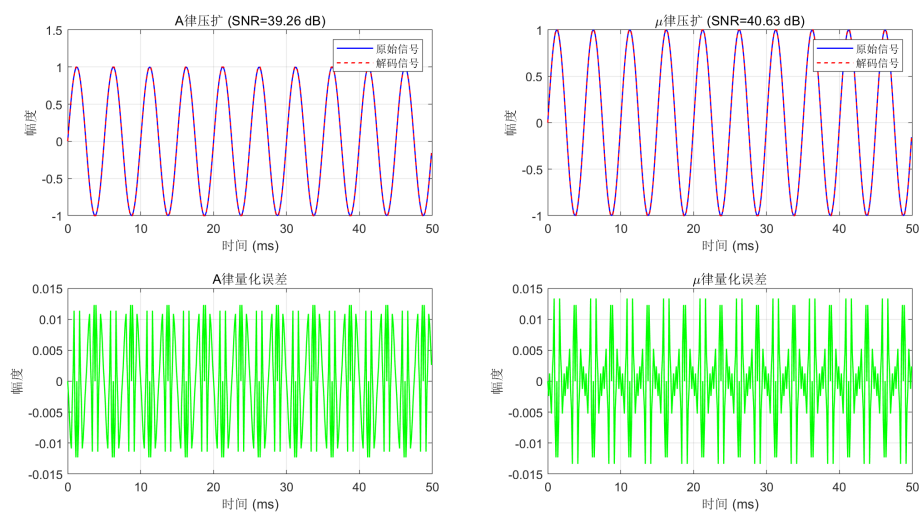 A律压扩 (SNR=39.26 dB)
1.5
1
0.5
0
-0.5
-1
幅度
原始信号
解码信号
0 10 20 30 40 50
时间 (ms)
μ律压扩 (SNR=40.63 dB)
1
0.5
0
-0.5
-1
幅度
原始信号
解码信号
0 10 20 30 40 50
时间 (ms)
A律量化误差
0.015
0.01
0.005
0
-0.005
-0.01
-0.015
幅度
0 10 20 30 40 50
时间 (ms)
μ律量化误差
0.015
0.01
0.005
0
-0.005
-0.01
-0.015
幅度
0 10 20 30 40 50
时间 (ms)